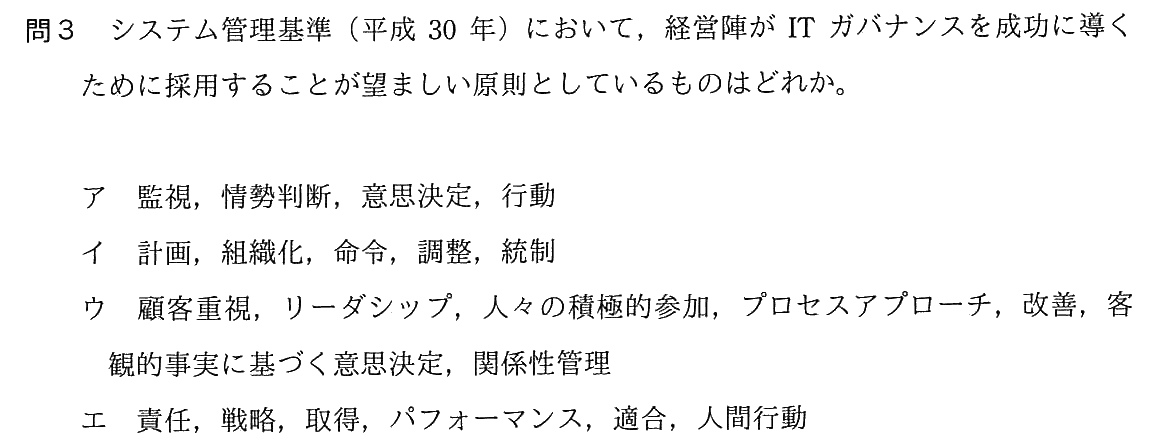 問3 システム管理基準（平成 30 年）において，経営陣が IT ガバナンスを成功に導く
ために採用することが望ましい原則としているものはどれか。
ア 監視，情勢判断，意思決定，行動
イ 計画，組織化，命令，調整，統制
ウ 顧客重視，リーダシップ，人々の積極的参加，プロセスアプローチ，改善，客
観的事実に基づく意思決定，関係性管理
エ 責任，戦略，取得，パフォーマンス，適合，人間行動